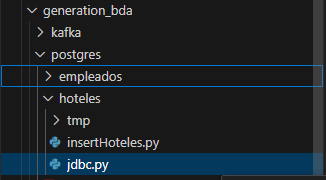 generation_bda
kafka
postgres
empleados
hoteles
tmp
insertHoteles.py
jdbc.py